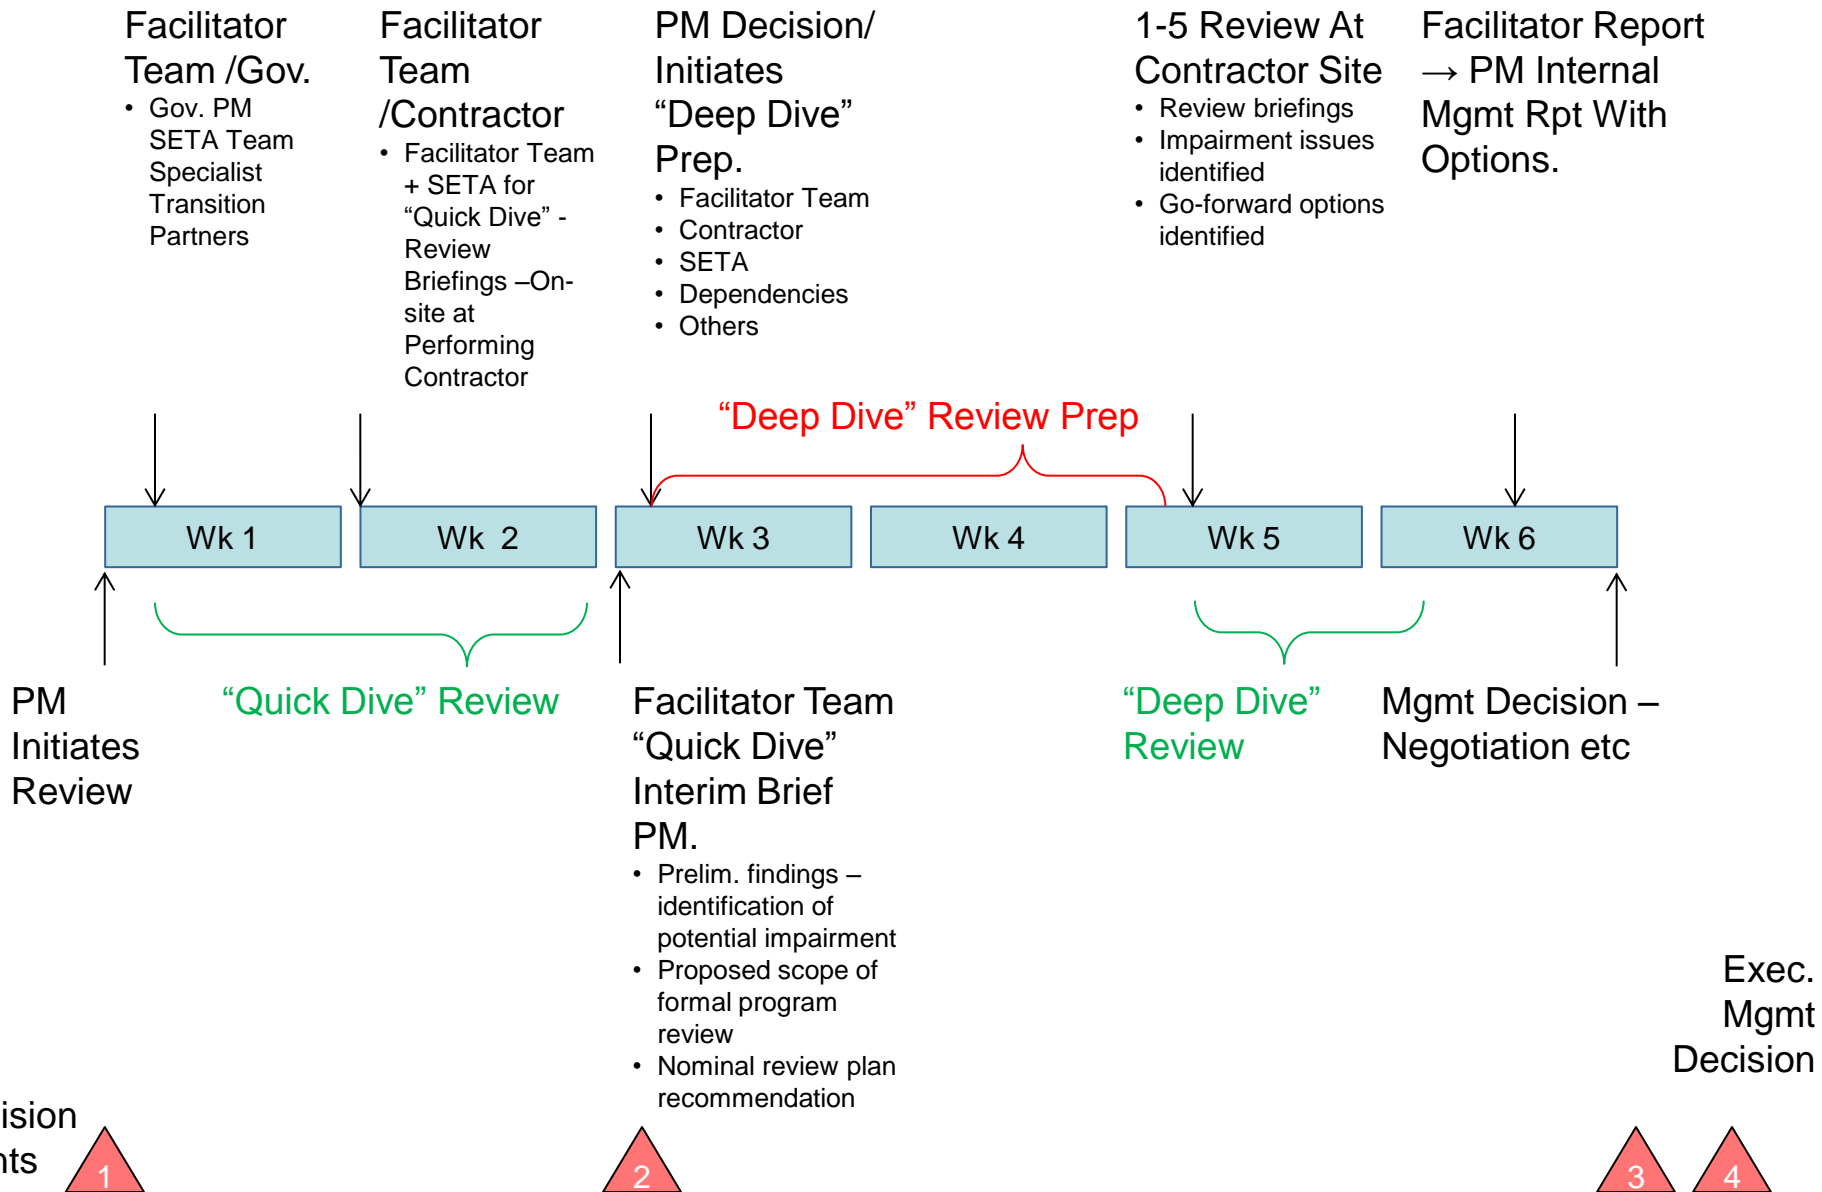 Facilitator
Team /Gov.
• Gov. PM
SETA Team
Specialist
Transition
Partners
Facilitator
Team
/Contractor
• Facilitator Team
+ SETA for
“Quick Dive” -
Review
Briefings –On-
site at
Performing
Contractor
PM Decision/
Initiates
“Deep Dive”
Prep.
• Facilitator Team
• Contractor
• SETA
• Dependencies
• Others
1-5 Review At
Contractor Site
• Review briefings
• Impairment issues
identified
• Go-forward options
identified
Facilitator Report
→ PM Internal
Mgmt Rpt With
Options.
“Deep Dive” Review Prep
Wk 1
Wk 2
Wk 3
Wk 4
Wk 5
Wk 6
PM
Initiates
Review
“Quick Dive” Review
Facilitator Team
“Quick Dive”
Interim Brief
PM.
• Prelim. findings –
identification of
potential impairment
• Proposed scope of
formal program
review
• Nominal review plan
recommendation
“Deep Dive”
Review
Mgmt Decision –
Negotiation etc
Exec.
Mgmt
Decision
ision
nts
1
2
3
4